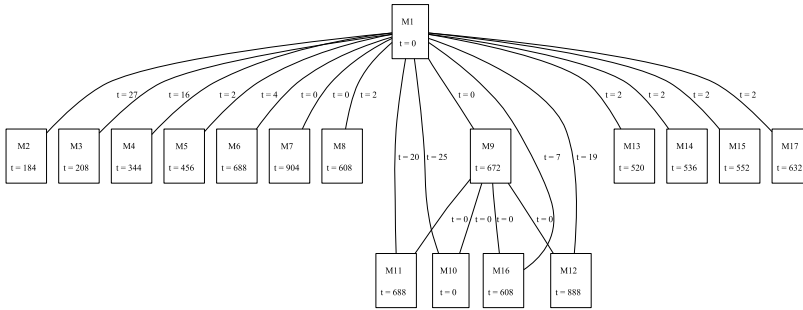 M1
t = 0
t = 27
t = 16
t = 2
t = 4
t = 0
t = 0
t = 2
t = 0
t = 2
t = 2
t = 2
t = 2
M2
t = 184
M3
t = 208
M4
t = 344
M5
t = 456
M6
t = 688
M7
t = 904
M8
t = 608
M9
t = 672
M13
t = 520
M14
t = 536
M15
t = 552
M17
t = 632
t = 20
t = 25
t = 7
t = 19
t = 0
t = 0
t = 0
t = 0
M11
t = 688
M10
t = 0
M16
t = 608
M12
t = 888